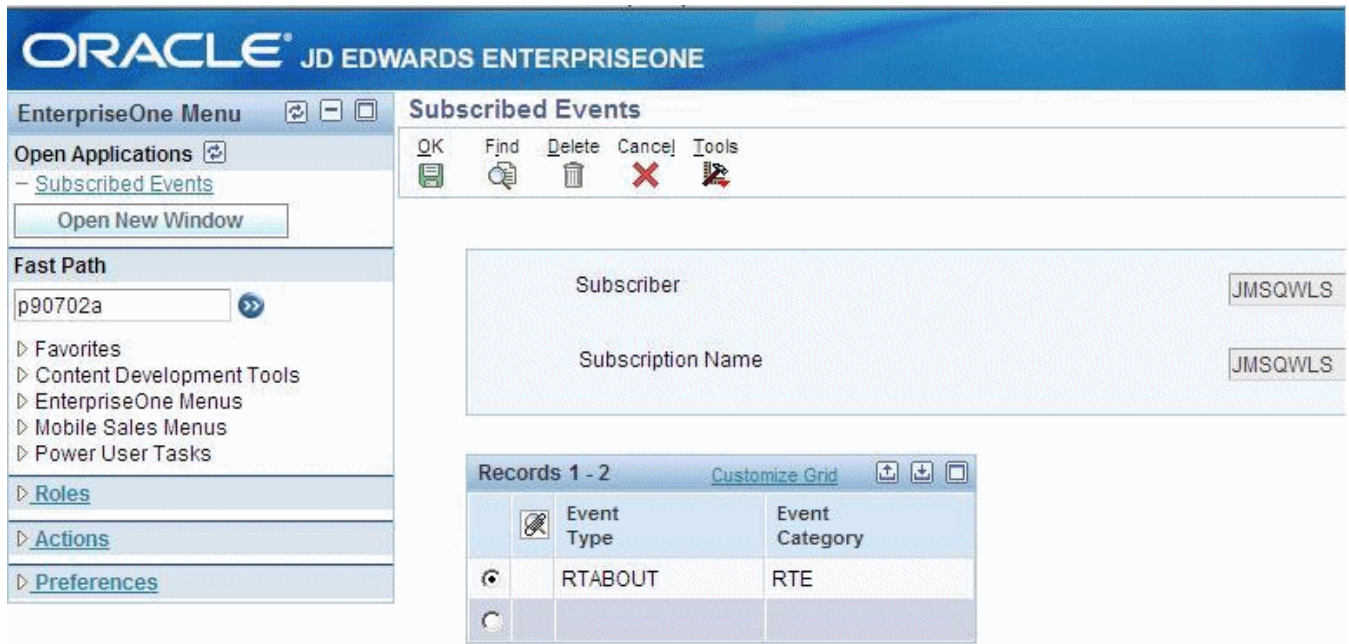 ORACLE JD EDWARDS ENTERPRISEONE
EnterpriseOne Menu
Open Applications
Subscribed Events
Open New Window
Fast Path
p90702a
Favorites
Content Development Tools
EnterpriseOne Menus
Mobile Sales Menus
Power User Tasks
Roles
Actions
Preferences
Subscribed Events
OK Find Delete Cancel Tools
Subscriber JMSQWLS
Subscription Name JMSQWLS
Records 1 - 2 Customize Grid
Event Type Event Category
RTABOUT RTE